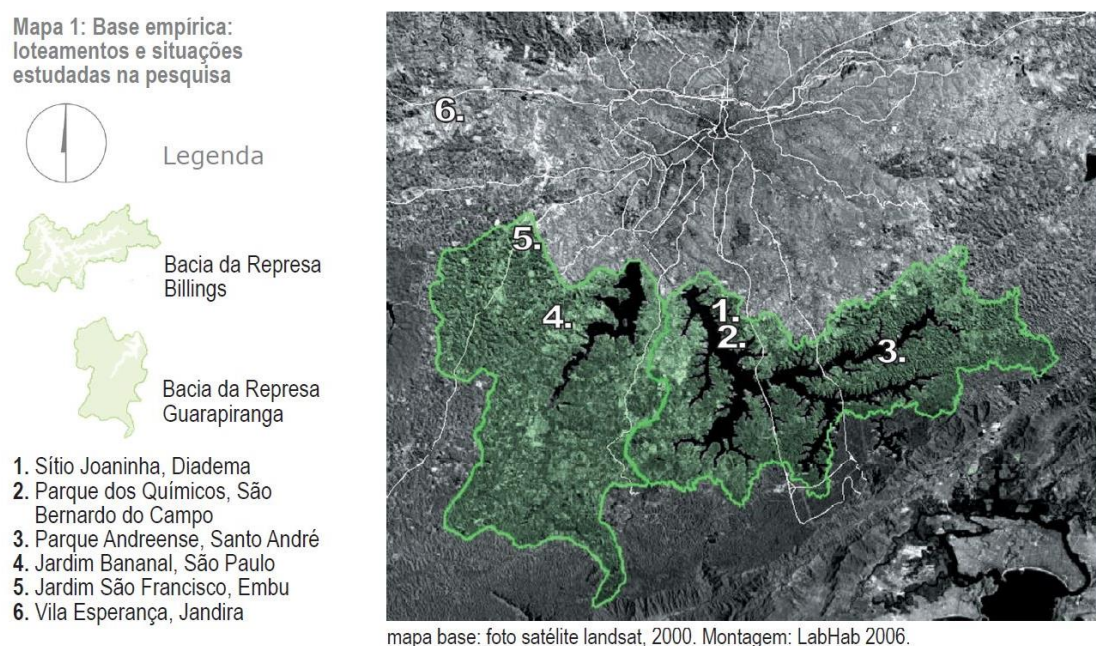 Mapa 1: Base empírica:
loteamentos e situações
estudadas na pesquisa
Legenda
Bacia da Represa
Billings
Bacia da Represa
Guarapiranga
1. Sítio Joaninha, Diadema
2. Parque dos Químicos, São
Bernardo do Campo
3. Parque Andreense, Santo André
4. Jardim Bananal, São Paulo
5. Jardim São Francisco, Embu
6. Vila Esperança, Jandira
6.
5.
4.
1.
2.
3.
mapa base: foto satélite landsat, 2000. Montagem: LabHab 2006.